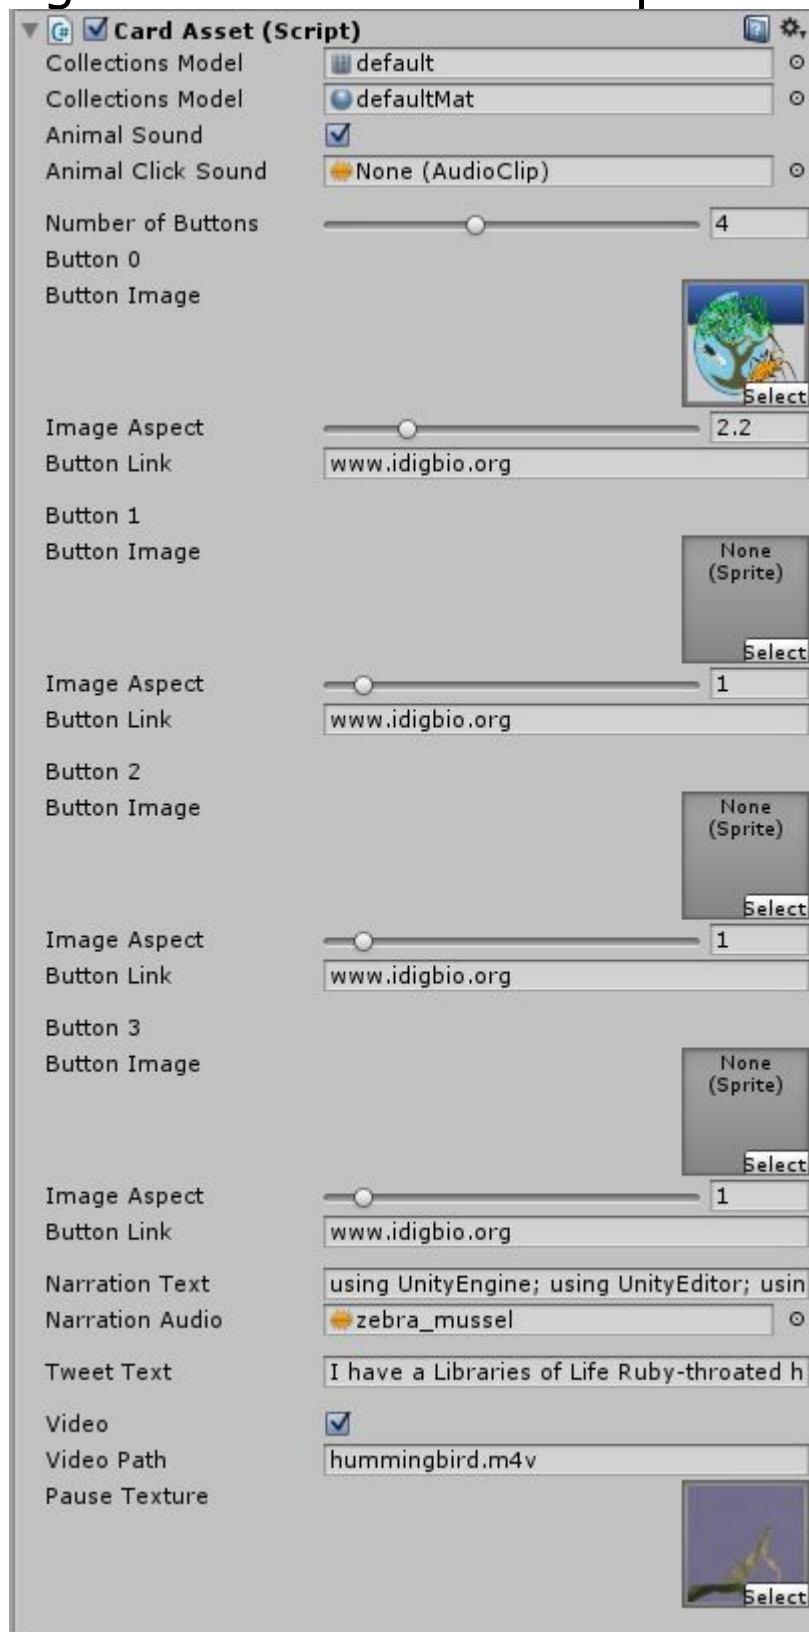 Card Asset (Script)
Collections Model default
Collections Model defaultMat
Animal Sound
Animal Click Sound None (AudioClip)
Number of Buttons 4
Button 0
Button Image
Select
Image Aspect 2.2
Button Link www.idigbio.org
Button 1
Button Image None
(Sprite)
Select
Image Aspect 1
Button Link www.idigbio.org
Button 2
Button Image None
(Sprite)
Select
Image Aspect 1
Button Link www.idigbio.org
Button 3
Button Image None
(Sprite)
Select
Image Aspect 1
Button Link www.idigbio.org
Narration Text using UnityEngine; using UnityEditor; usin
Narration Audio zebra_mussel
Tweet Text I have a Libraries of Life Ruby-throated h
Video
Video Path hummingbird.m4v
Pause Texture
Select